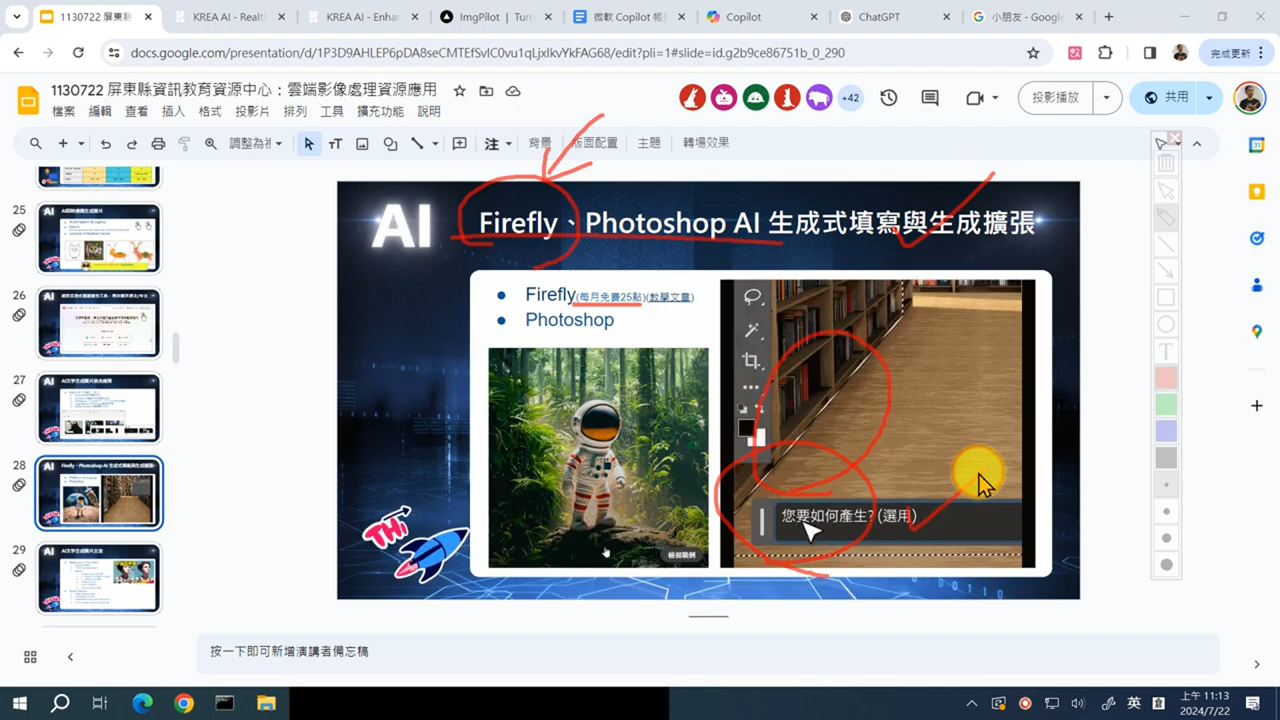 1130722 屏東縣
KREA AI - Realti
KREA AI - Enhan
ImgPilot | Turn
微軟 Copilot 帳
Copilot
ChatGPT
小朋友 - Google
docs.google.com/presentation/d/1P3D9AHLEP6pDA8seCMTEfSvIC0vu1qLjxIkvYkFAG68/edit?pli=1#slide=id.g2b9ce86751b_0_290
完成更新
1130722 屏東縣資訊教育資源中心：雲端影像處理資源應用
+42
投影播放
共用
檔案 編輯 查看 插入 格式 投影片 排列 工具 擴充功能 說明
調整為
注
背景
版面配置
主題
轉場效果
25
26
27
28
29
AI
Firefly、Photoshop AI 生成式填寫與生成擴張
Firefly(每月免費25點)(教學文章)
Photoshop
檢視範例
您要如何產生? (選用)
按一下即可新增演講者備忘稿
英
上午 11:13
2024/7/22